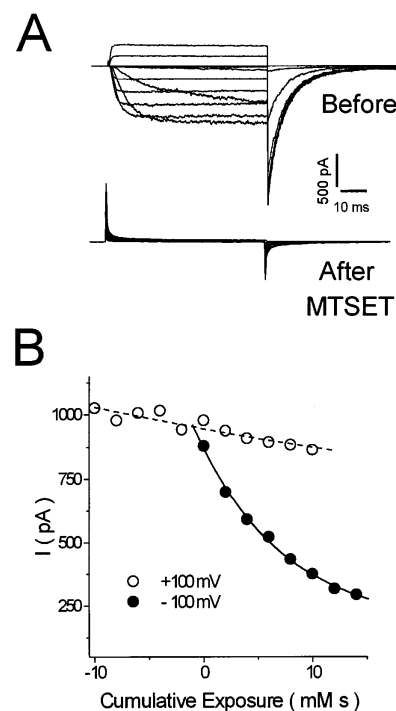 A
Before
500 pA
10 ms
After
MTSET
B
1000
750
500
250
I ( pA)
+100 mV
- 100 mV
-10
0
10
Cumulative Exposure ( mM s )